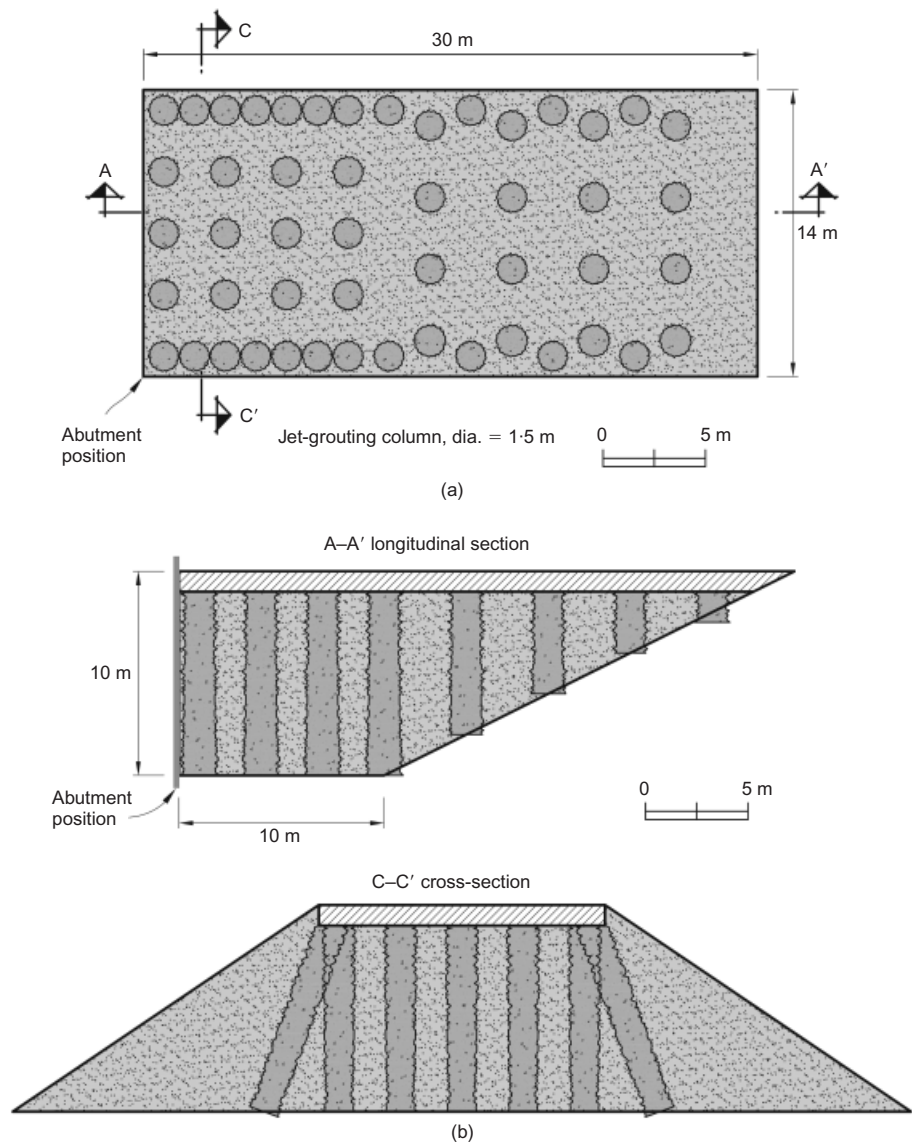 C
30 m
A
A′
14 m
C′
Abutment
position
Jet-grouting column, dia. = 1·5 m
0
5 m
(a)
A–A′ longitudinal section
10 m
Abutment
position
10 m
0
5 m
C–C′ cross-section
(b)